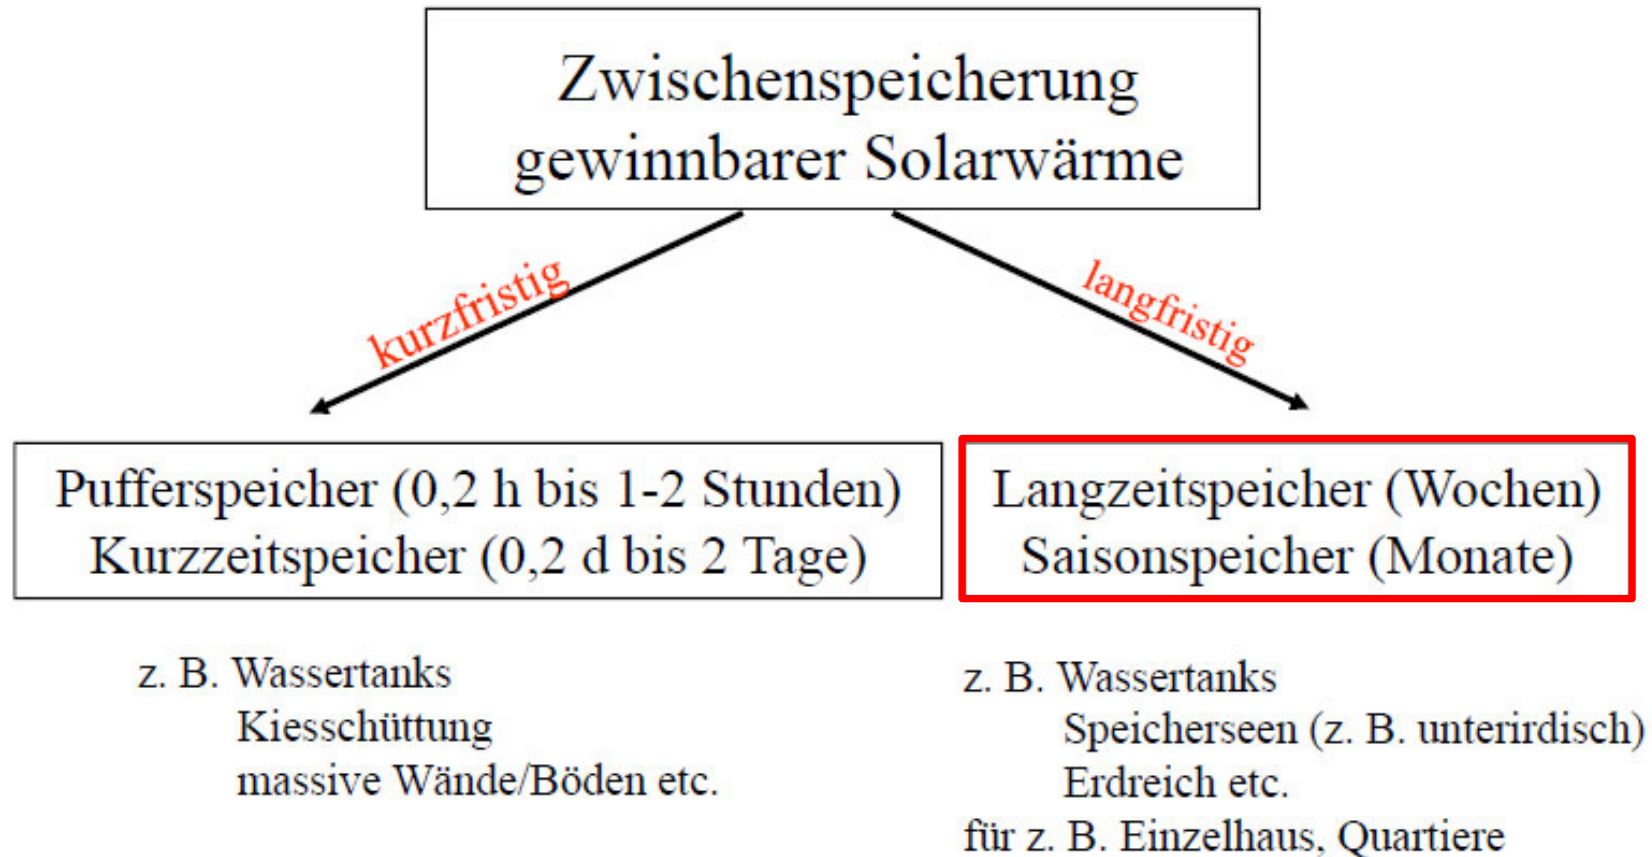 Zwischenspeicherung
gewinnbarer Solarwärme
kurzfristig
langfristig
Pufferspeicher (0,2 h bis 1-2 Stunden)
Kurzzeitspeicher (0,2 d bis 2 Tage)
Langzeitspeicher (Wochen)
Saisonspeicher (Monate)
z. B. Wassertanks
Kiesschüttung
massive Wände/Böden etc.
z. B. Wassertanks
Speicherseen (z. B. unterirdisch)
Erdreich etc.
für z. B. Einzelhaus, Quartiere